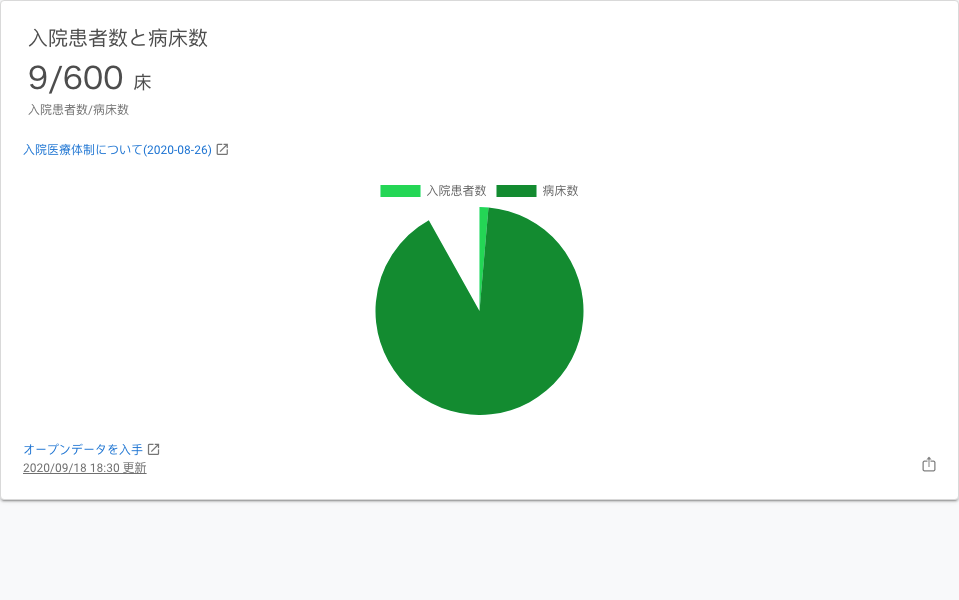 入院患者数と病床数
9/600 床
入院患者数/病床数
入院医療体制について(2020-08-26)
入院患者数 病床数
オープンデータを入手
2020/09/18 18:30 更新